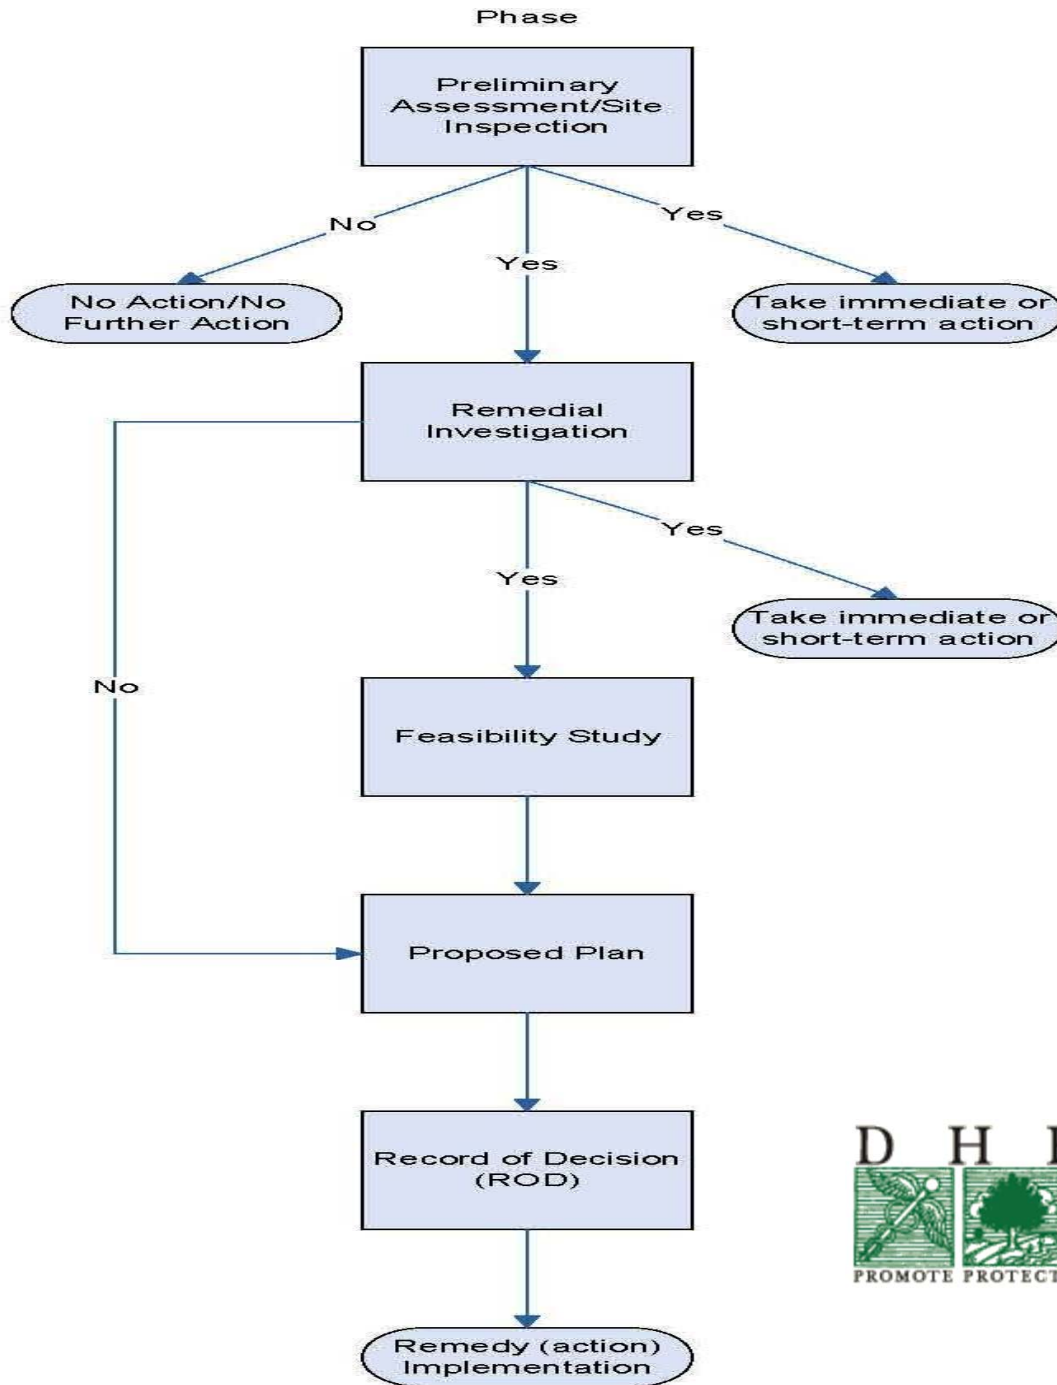 Phase
Preliminary
Assessment/Site
Inspection
No
Yes
Yes
No Action/No
Further Action
Take immediate or
short-term action
Remedial
Investigation
Yes
Yes
Take immediate or
short-term action
No
Feasibility Study
Proposed Plan
Record of Decision
(ROD)
D H
PROMOTE PROTECT
Remedy (action)
Implementation